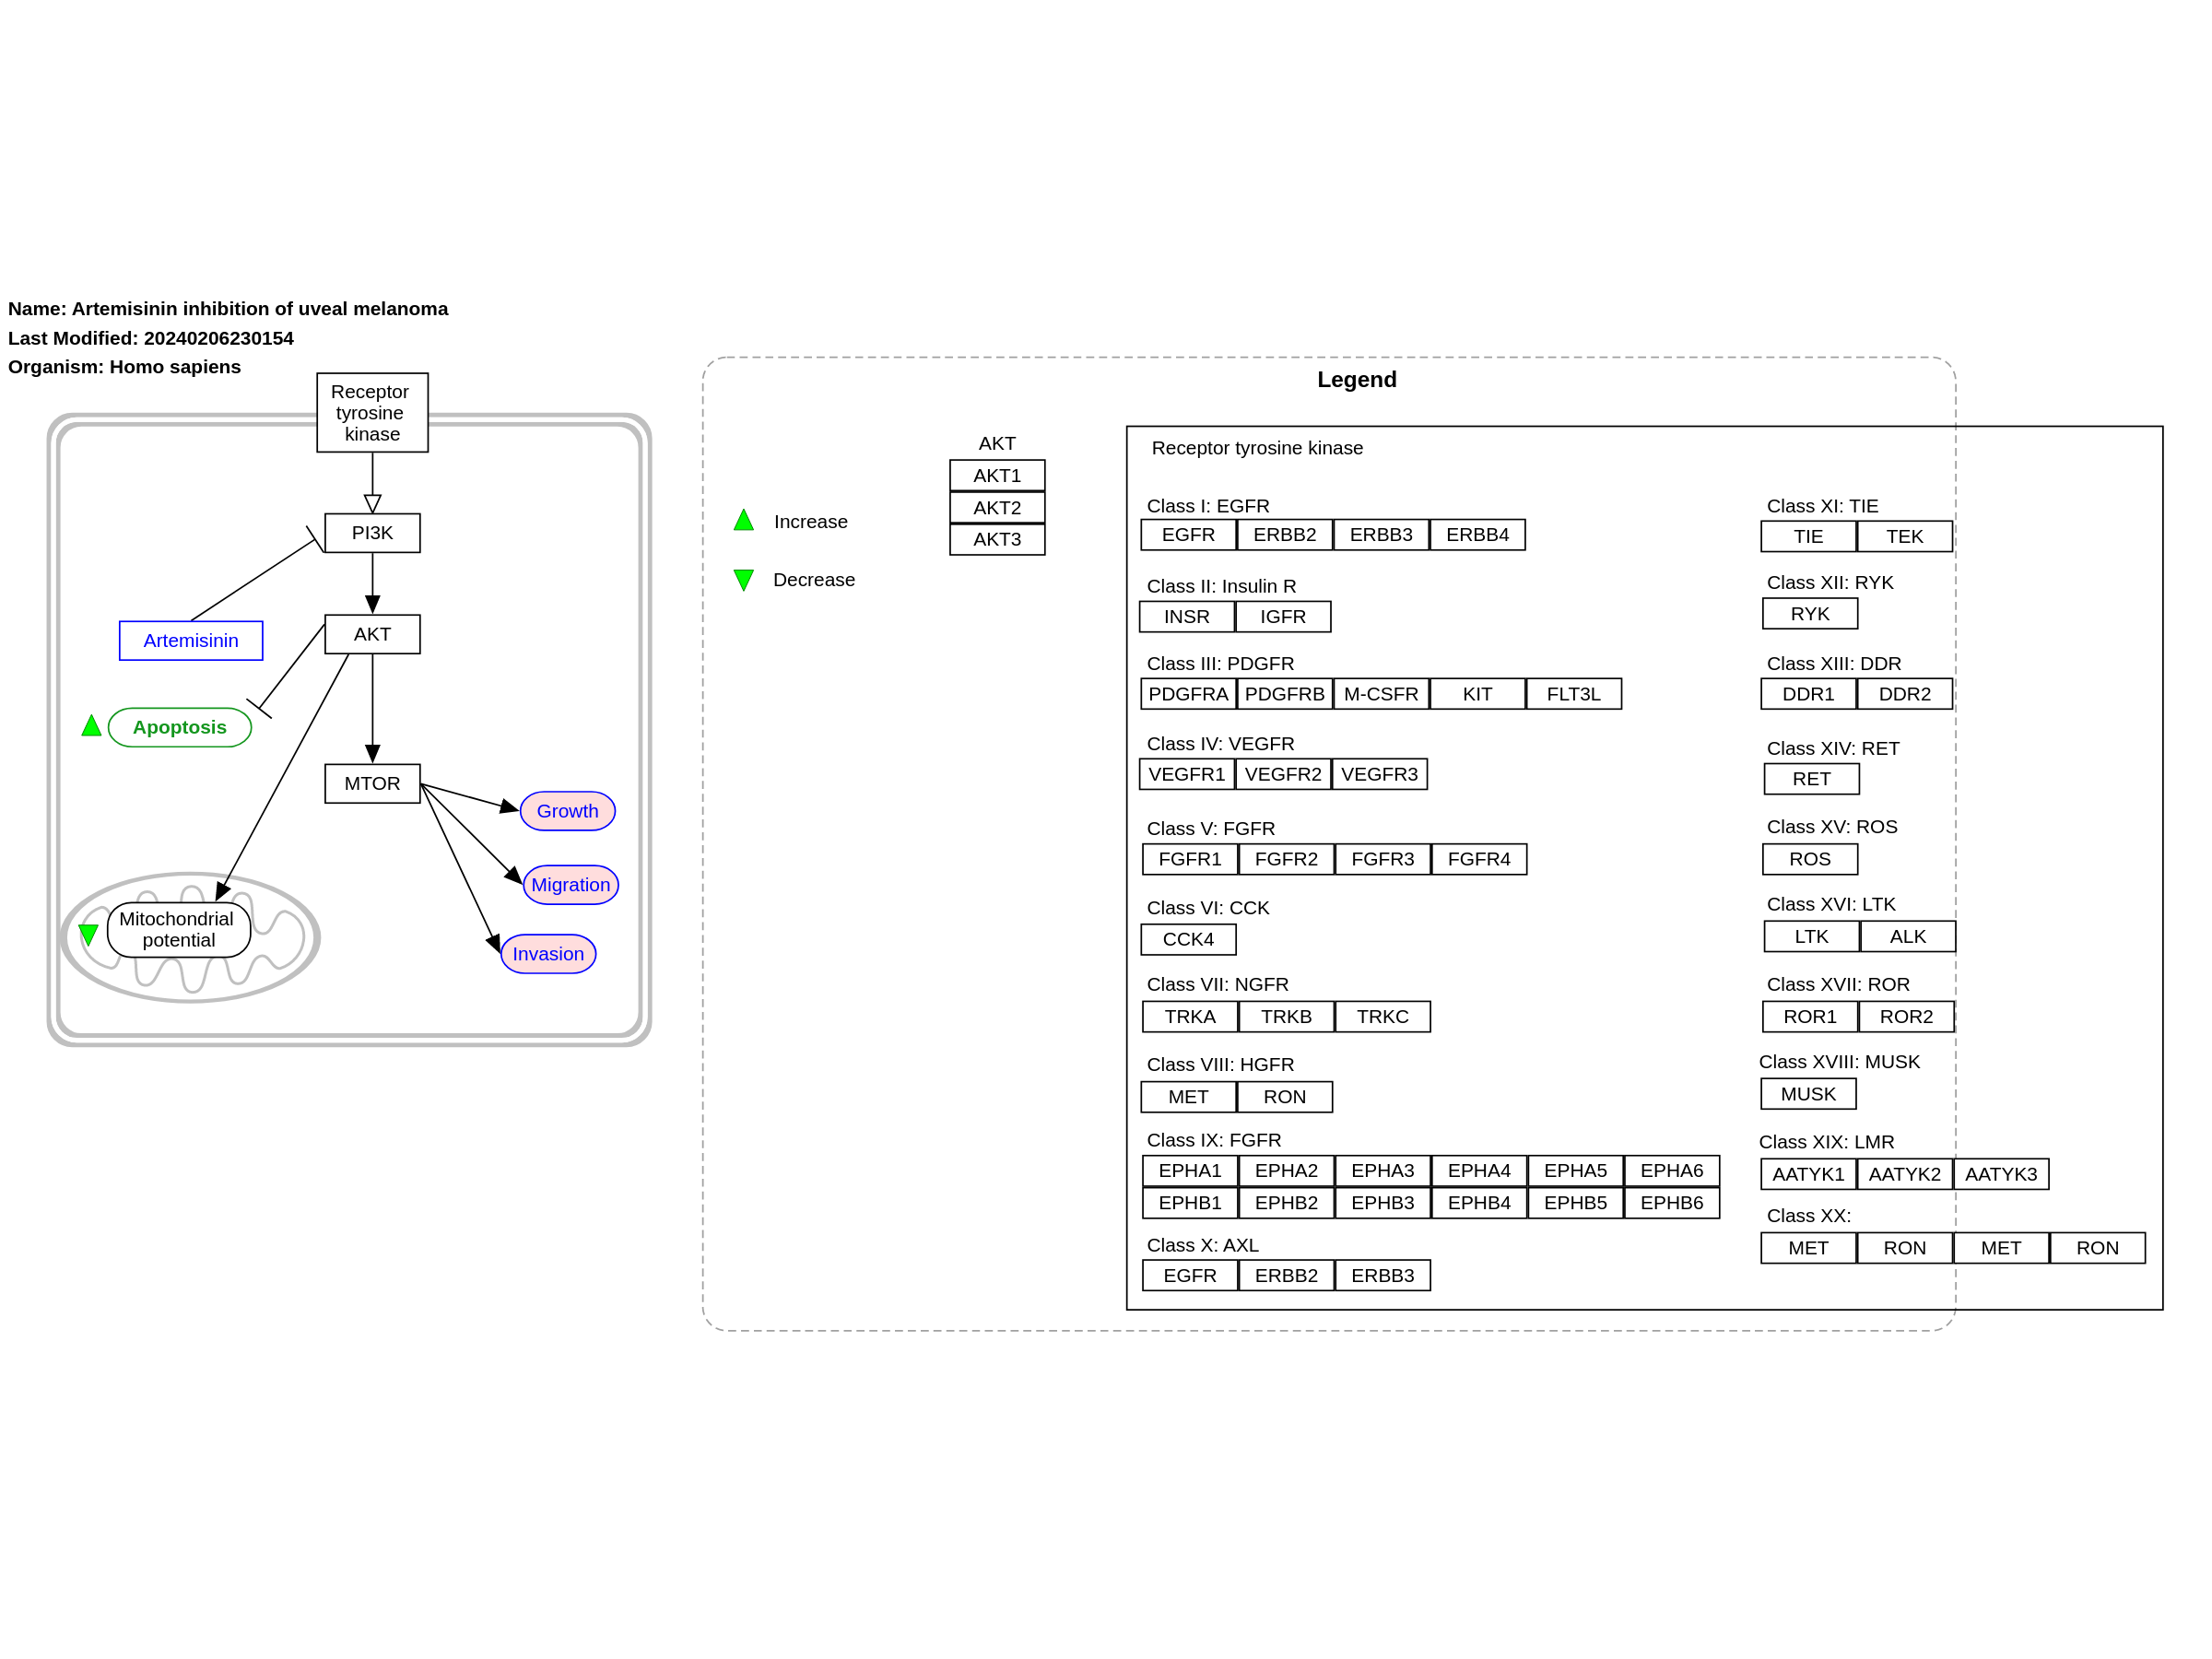 Name: Artemisinin inhibition of uveal melanoma
Last Modified: 20240206230154
Organism: Homo sapiens
Receptor
tyrosine
kinase
PI3K
Artemisinin
AKT
Apoptosis
MTOR
Growth
Migration
Invasion
Mitochondrial
potential
Legend
Increase
Decrease
AKT
AKT1
AKT2
AKT3
Receptor tyrosine kinase
Class I: EGFR
EGFR ERBB2 ERBB3 ERBB4
Class II: Insulin R
INSR IGFR
Class III: PDGFR
PDGFRA PDGFRB M-CSFR KIT FLT3L
Class IV: VEGFR
VEGFR1 VEGFR2 VEGFR3
Class V: FGFR
FGFR1 FGFR2 FGFR3 FGFR4
Class VI: CCK
CCK4
Class VII: NGFR
TRKA TRKB TRKC
Class VIII: HGFR
MET RON
Class IX: FGFR
EPHA1 EPHA2 EPHA3 EPHA4 EPHA5 EPHA6
EPHB1 EPHB2 EPHB3 EPHB4 EPHB5 EPHB6
Class X: AXL
EGFR ERBB2 ERBB3
Class XI: TIE
TIE TEK
Class XII: RYK
RYK
Class XIII: DDR
DDR1 DDR2
Class XIV: RET
RET
Class XV: ROS
ROS
Class XVI: LTK
LTK ALK
Class XVII: ROR
ROR1 ROR2
Class XVIII: MUSK
MUSK
Class XIX: LMR
AATYK1 AATYK2 AATYK3
Class XX:
MET RON MET RON